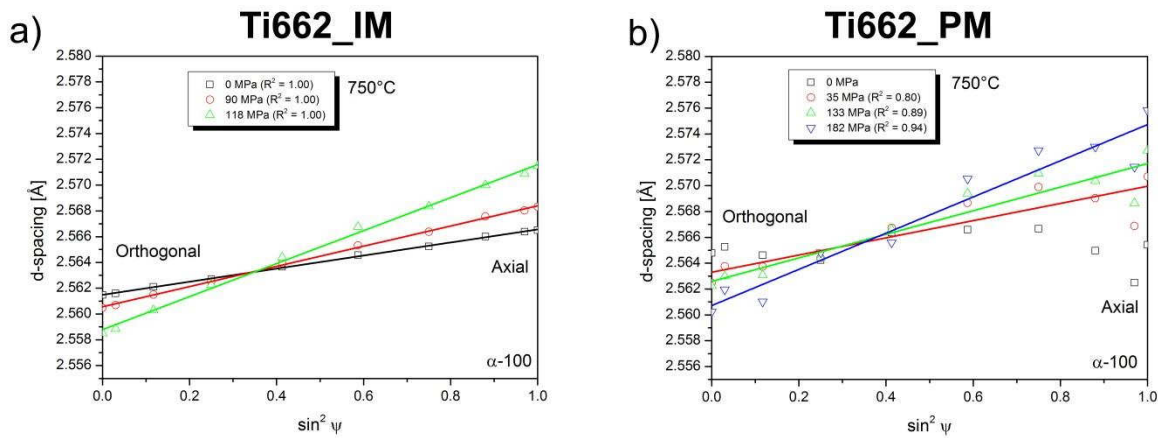 a)
Ti662_IM
2.580
2.578
2.576
2.574
2.572
2.570
2.568
2.566
2.564
2.562
2.560
2.558
2.556
d-spacing [Å]
0 MPa (R² = 1.00)
90 MPa (R² = 1.00)
118 MPa (R² = 1.00)
750°C
Orthogonal
Axial
α-100
0.0 0.2 0.4 0.6 0.8 1.0
sin² ψ
b)
Ti662_PM
2.580
2.578
2.576
2.574
2.572
2.570
2.568
2.566
2.564
2.562
2.560
2.558
2.556
d-spacing [Å]
0 MPa
35 MPa (R² = 0.80)
133 MPa (R² = 0.89)
182 MPa (R² = 0.94)
750°C
Orthogonal
Axial
α-100
0.0 0.2 0.4 0.6 0.8 1.0
sin² ψ